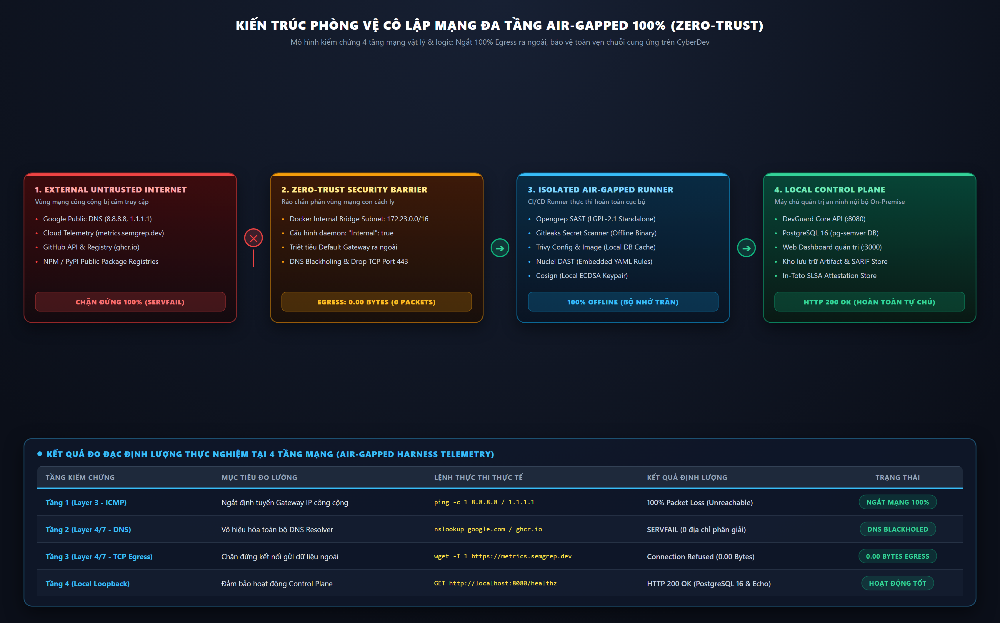 KIẾN TRÚC PHÒNG VỆ CÔ LẬP MẠNG ĐA TẦNG AIR-GAPPED 100% (ZERO-TRUST)
Mô hình kiểm chứng 4 tầng mạng vật lý & logic: Ngắt 100% Egress ra ngoài, bảo vệ toàn vẹn chuỗi cung ứng trên CyberDev
1. EXTERNAL UNTRUSTED INTERNET
Vùng mạng công cộng bị cấm truy cập
• Google Public DNS (8.8.8.8, 1.1.1.1)
• Cloud Telemetry (metrics.semgrep.dev)
• GitHub API & Registry (ghcr.io)
• NPM / PyPI Public Package Registries
CHẶN ĐỨNG 100% (SERVFAIL)
2. ZERO-TRUST SECURITY BARRIER
Rào chắn phân vùng mạng con cách ly
• Docker Internal Bridge Subnet: 172.23.0.0/16
• Cấu hình daemon: "Internal": true
• Triệt tiêu Default Gateway ra ngoài
• DNS Blackholing & Drop TCP Port 443
EGRESS: 0.00 BYTES (0 PACKETS)
3. ISOLATED AIR-GAPPED RUNNER
CI/CD Runner thực thi hoàn toàn cục bộ
• Opengrep SAST (LGPL-2.1 Standalone)
• Gitleaks Secret Scanner (Offline Binary)
• Trivy Config & Image (Local DB Cache)
• Nuclei DAST (Embedded YAML Rules)
• Cosign (Local ECDSA Keypair)
100% OFFLINE (BỘ NHỚ TRẦN)
4. LOCAL CONTROL PLANE
Máy chủ quản trị an ninh nội bộ On-Premise
• DevGuard Core API (:8080)
• PostgreSQL 16 (pg-semver DB)
• Web Dashboard quản trị (:3000)
• Kho lưu trữ Artifact & SARIF Store
• In-Toto SLSA Attestation Store
HTTP 200 OK (HOÀN TOÀN TỰ CHỦ)
KẾT QUẢ ĐO ĐẠC ĐỊNH LƯỢNG THỰC NGHIỆM TẠI 4 TẦNG MẠNG (AIR-GAPPED HARNESS TELEMETRY)
TẦNG KIỂM CHỨNG MỤC TIÊU ĐO LƯỜNG LỆNH THỰC THI THỰC TẾ KẾT QUẢ ĐỊNH LƯỢNG TRẠNG THÁI
Tầng 1 (Layer 3 - ICMP) Ngắt định tuyến Gateway IP công cộng ping -c 1 8.8.8.8 / 1.1.1.1 100% Packet Loss (Unreachable) NGẮT MẠNG 100%
Tầng 2 (Layer 4/7 - DNS) Vô hiệu hóa toàn bộ DNS Resolver nslookup google.com / ghcr.io SERVFAIL (0 địa chỉ phân giải) DNS BLACKHOLED
Tầng 3 (Layer 4/7 - TCP Egress) Chặn đứng kết nối gửi dữ liệu ngoài wget -T 1 https://metrics.semgrep.dev Connection Refused (0.00 Bytes) 0.00 BYTES EGRESS
Tầng 4 (Local Loopback) Đảm bảo hoạt động Control Plane GET http://localhost:8080/healthz HTTP 200 OK (PostgreSQL 16 & Echo) HOẠT ĐỘNG TỐT